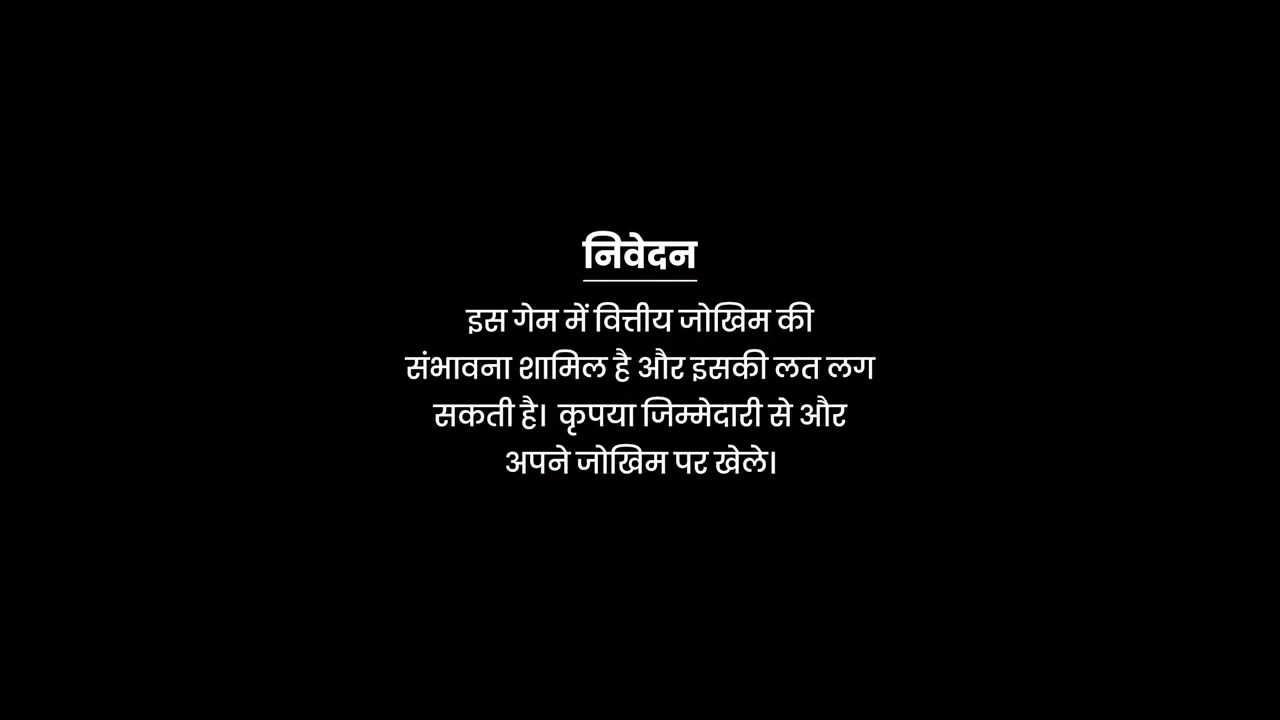 निवेदन
इस गेम में वित्तीय जोखिम की
संभावना शामिल है और इसकी लत लग
सकती है। कृपया जिम्मेदारी से और
अपने जोखिम पर खेले।